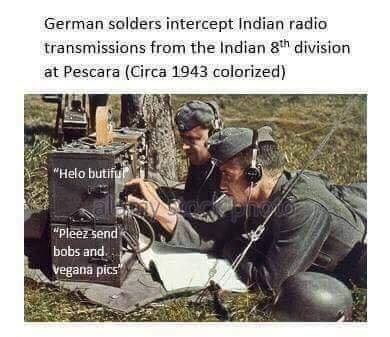 German solders intercept Indian radio
transmissions from the Indian 8th division
at Pescara (Circa 1943 colorized)
"Helo butiful"
"Pleez send
bobs and
vegana pics"